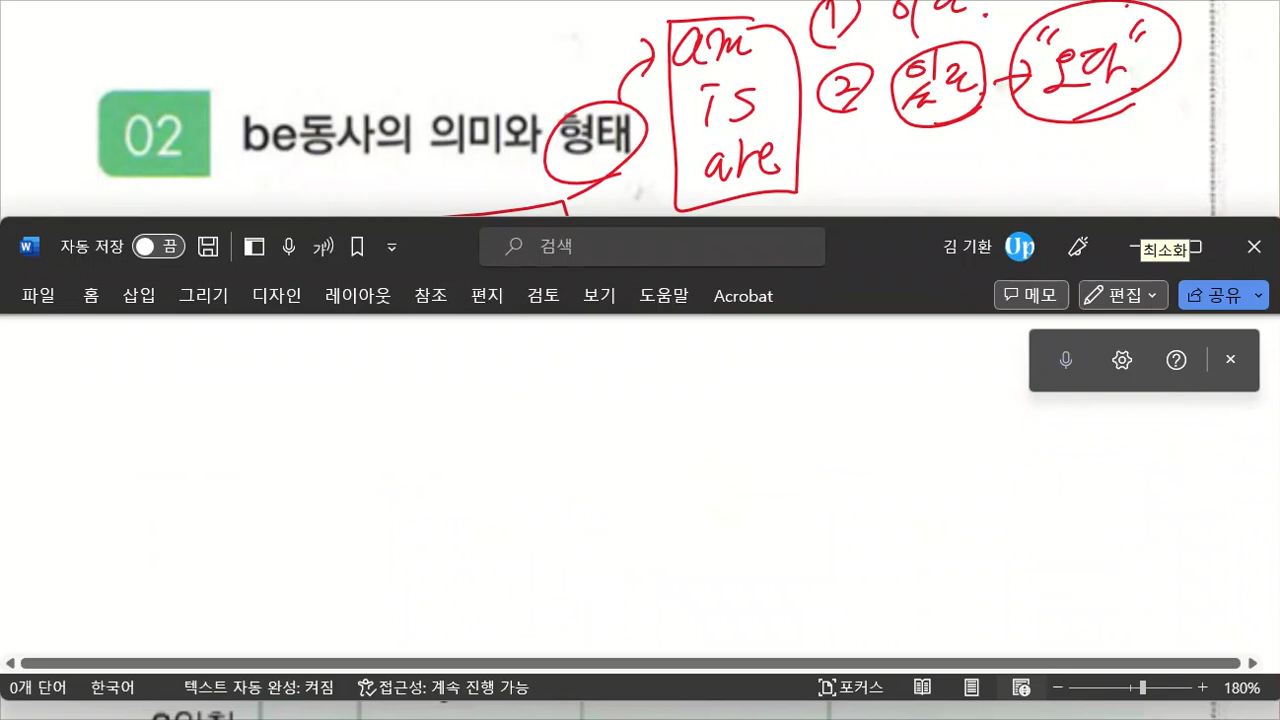 am ①
is ② 있다 → "오다"
are
02 be동사의 의미와 형태
자동 저장 끔 가)) 검색 김 기환 Up 최소화
파일 홈 삽입 그리기 디자인 레이아웃 참조 편지 검토 보기 도움말 Acrobat 메모 편집 공유
0개 단어 한국어 텍스트 자동 완성: 켜짐 접근성: 계속 진행 가능 포커스 180%